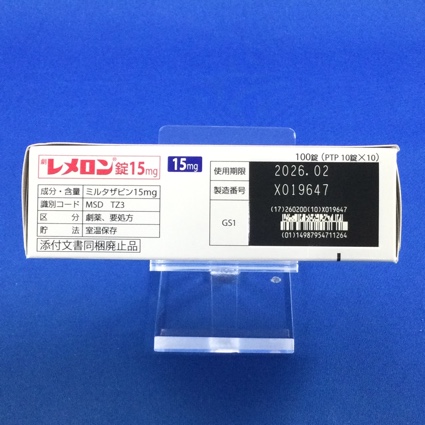 劇 レメロン®錠15mg
15mg
成分・含量 ミルタザピン15mg
識別コード MSD TZ3
区 分 劇薬、要処方
貯 法 室温保存
添付文書同梱廃止品
100錠(PTP 10錠×10)
使用期限 2026.02
製造番号 X019647
GS1
(17)260200(10)X019647
(01)14987954711264